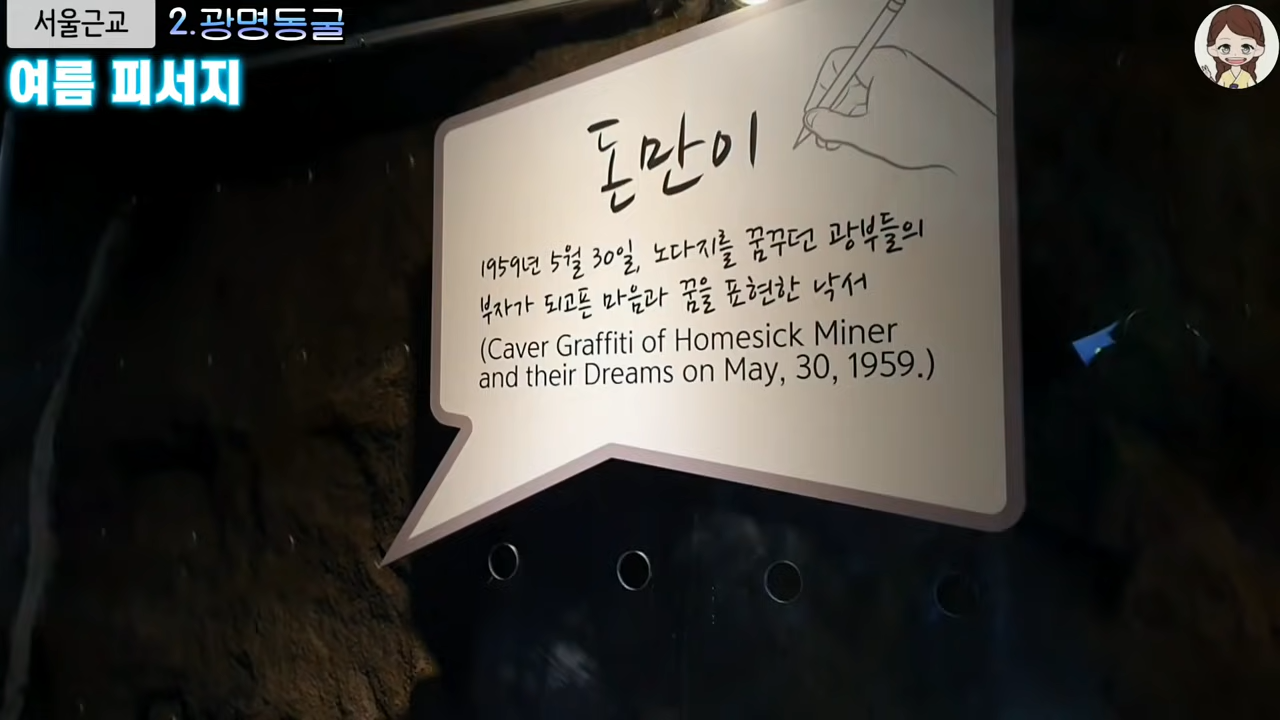 서울근교
2.광명동굴
여름 피서지
돈만이
1959년 5월 30일, 노다지를 꿈꾸던 광부들의
부자가 되고픈 마음과 꿈을 표현한 낙서
(Caver Graffiti of Homesick Miner
and their Dreams on May, 30, 1959.)